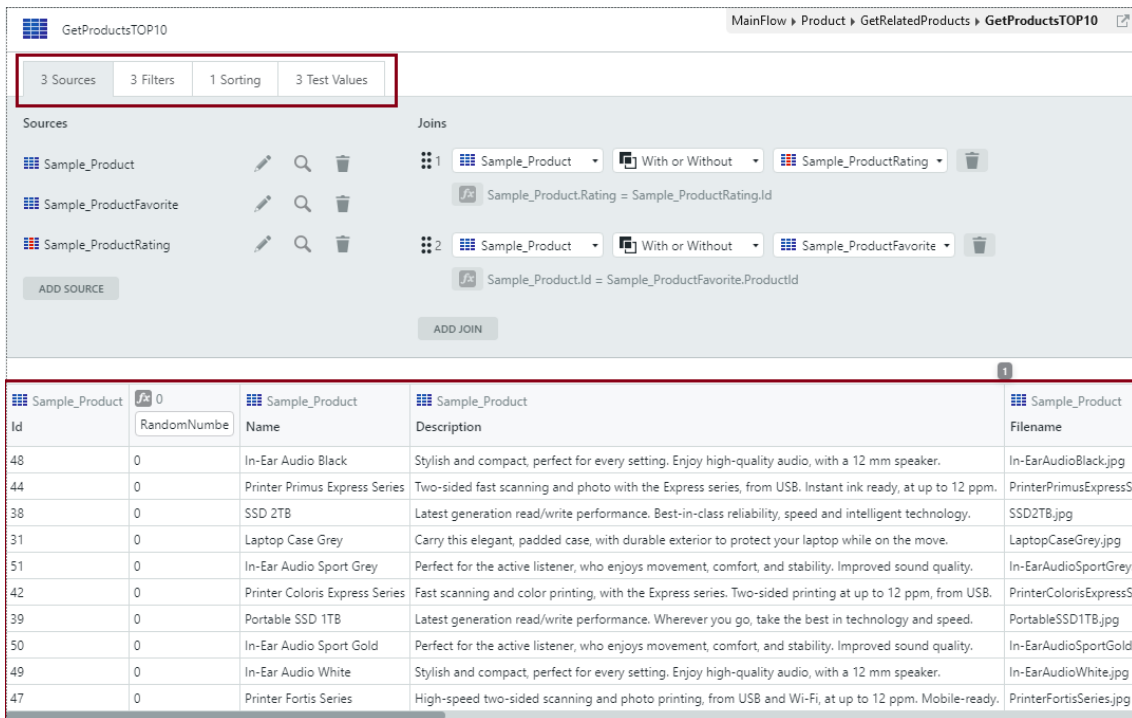 GetProductsTOP10
MainFlow ▸ Product ▸ GetRelatedProducts ▸ GetProductsTOP10
3 Sources 3 Filters 1 Sorting 3 Test Values
Sources
Sample_Product
Sample_ProductFavorite
Sample_ProductRating
ADD SOURCE
Joins
1 Sample_Product With or Without Sample_ProductRating
fx Sample_Product.Rating = Sample_ProductRating.Id
2 Sample_Product With or Without Sample_ProductFavorite
fx Sample_Product.Id = Sample_ProductFavorite.ProductId
ADD JOIN
1
Sample_Product fx 0 Sample_Product Sample_Product Sample_Product
Id RandomNumbe Name Description Filename
48 0 In-Ear Audio Black Stylish and compact, perfect for every setting. Enjoy high-quality audio, with a 12 mm speaker. In-EarAudioBlack.jpg
44 0 Printer Primus Express Series Two-sided fast scanning and photo with the Express series, from USB. Instant ink ready, at up to 12 ppm. PrinterPrimusExpressS
38 0 SSD 2TB Latest generation read/write performance. Best-in-class reliability, speed and intelligent technology. SSD2TB.jpg
31 0 Laptop Case Grey Carry this elegant, padded case, with durable exterior to protect your laptop while on the move. LaptopCaseGrey.jpg
51 0 In-Ear Audio Sport Grey Perfect for the active listener, who enjoys movement, comfort, and stability. Improved sound quality. In-EarAudioSportGrey
42 0 Printer Coloris Express Series Fast scanning and color printing, with the Express series. Two-sided printing at up to 12 ppm, from USB. PrinterColorisExpressS
39 0 Portable SSD 1TB Latest generation read/write performance. Wherever you go, take the best in technology and speed. PortableSSD1TB.jpg
50 0 In-Ear Audio Sport Gold Perfect for the active listener, who enjoys movement, comfort, and stability. Improved sound quality. In-EarAudioSportGold
49 0 In-Ear Audio White Stylish and compact, perfect for every setting. Enjoy high-quality audio, with a 12 mm speaker. In-EarAudioWhite.jpg
47 0 Printer Fortis Series High-speed two-sided scanning and photo printing, from USB and Wi-Fi, at up to 12 ppm. Mobile-ready. PrinterFortisSeries.jpg